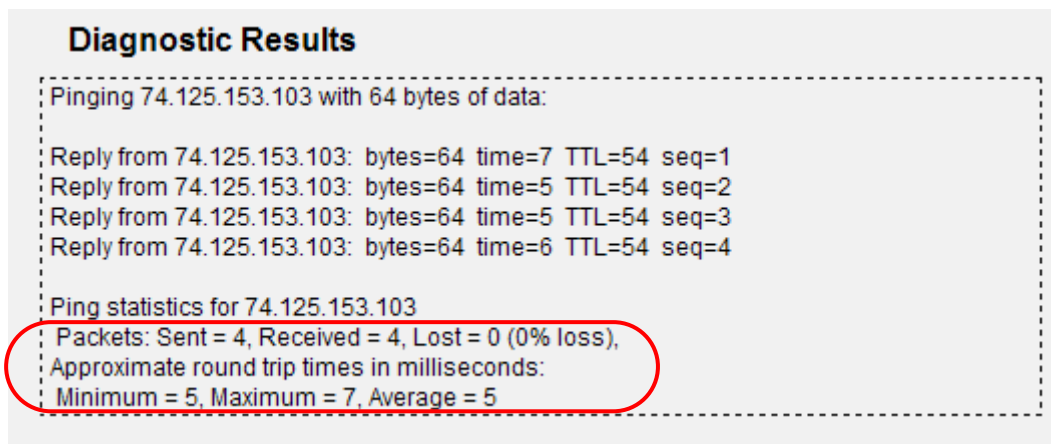 Diagnostic Results
Pinging 74.125.153.103 with 64 bytes of data:
Reply from 74.125.153.103: bytes=64 time=7 TTL=54 seq=1
Reply from 74.125.153.103: bytes=64 time=5 TTL=54 seq=2
Reply from 74.125.153.103: bytes=64 time=5 TTL=54 seq=3
Reply from 74.125.153.103: bytes=64 time=6 TTL=54 seq=4
Ping statistics for 74.125.153.103
Packets: Sent = 4, Received = 4, Lost = 0 (0% loss),
Approximate round trip times in milliseconds:
Minimum = 5, Maximum = 7, Average = 5